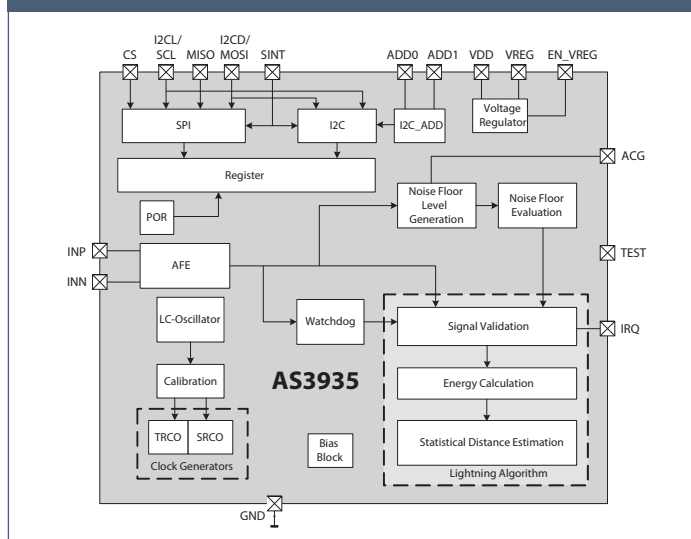 I2CL/ I2CD/
CS SCL MISO MOSI SINT ADD0 ADD1 VDD VREG EN_VREG
SPI
I2C
I2C_ADD
Voltage
Regulator
Register
ACG
Noise Floor
Level
Generation
Noise Floor
Evaluation
POR
INP
AFE
TEST
INN
LC-Oscillator
Watchdog
Signal Validation
IRQ
Calibration
AS3935
Energy Calculation
TRCO SRCO
Clock Generators
Bias
Block
Statistical Distance Estimation
Lightning Algorithm
GND